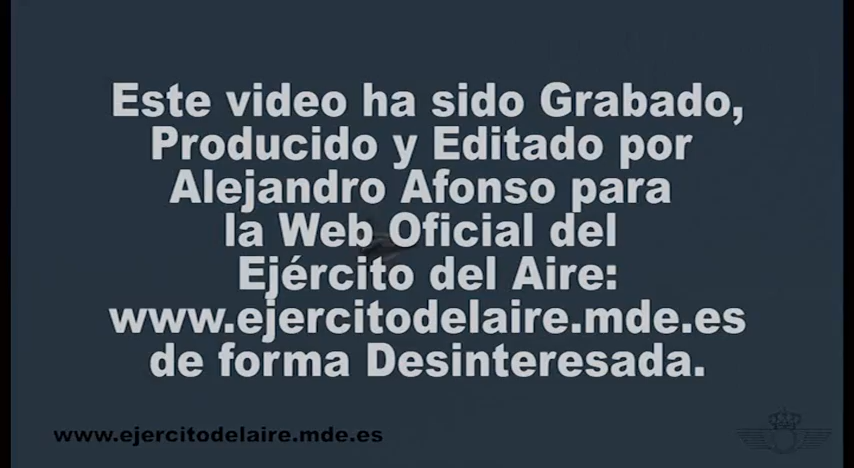 Este video ha sido Grabado,
Producido y Editado por
Alejandro Afonso para
la Web Oficial del
Ejército del Aire:
www.ejercitodelaire.mde.es
de forma Desinteresada.
www.ejercitodelaire.mde.es